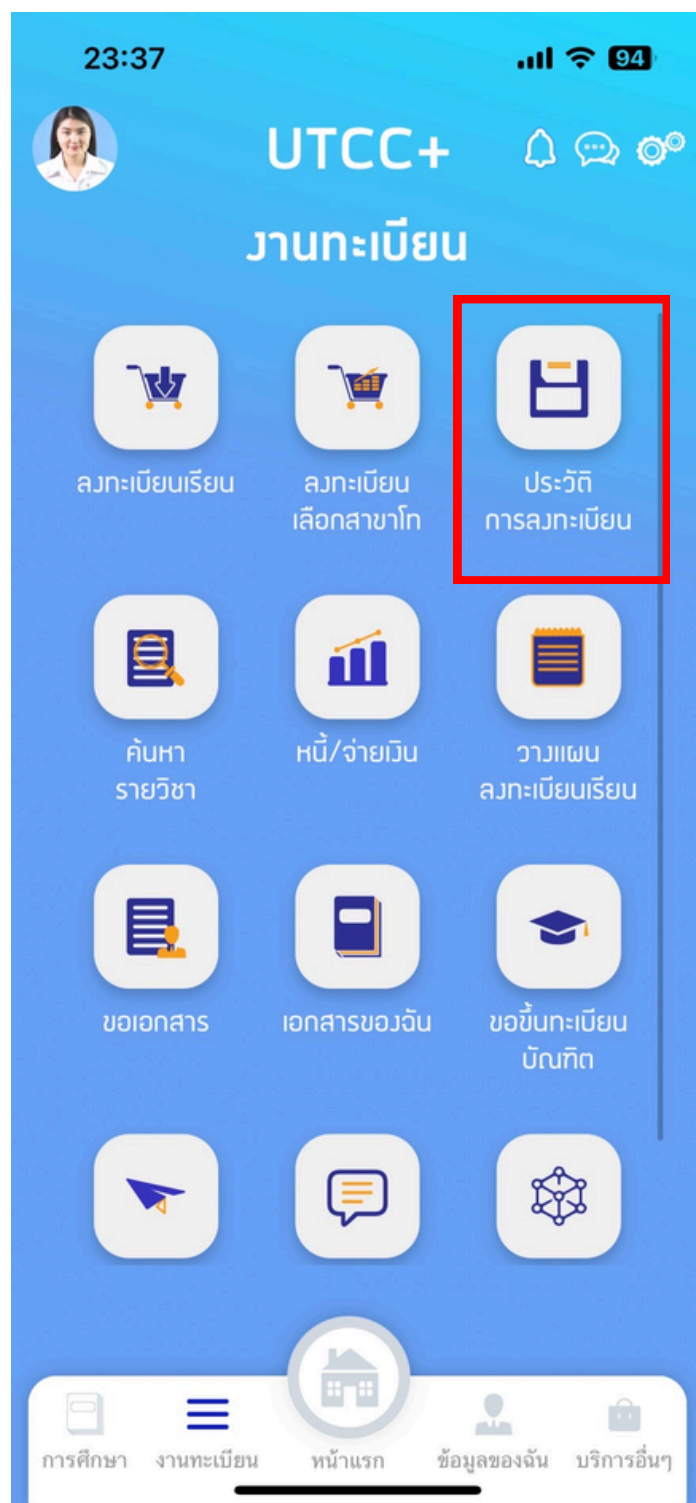 23:37
94
UTCC+
งานทะเบียน
ลงทะเบียนเรียน
ลงทะเบียน
เลือกสาขาโท
ประวัติ
การลงทะเบียน
ค้นหา
รายวิชา
หนี้/จ่ายเงิน
วางแผน
ลงทะเบียนเรียน
ขอเอกสาร
เอกสารของฉัน
ขอขึ้นทะเบียน
บัณฑิต
การศึกษา
งานทะเบียน
หน้าแรก
ข้อมูลของฉัน
บริการอื่นๆ